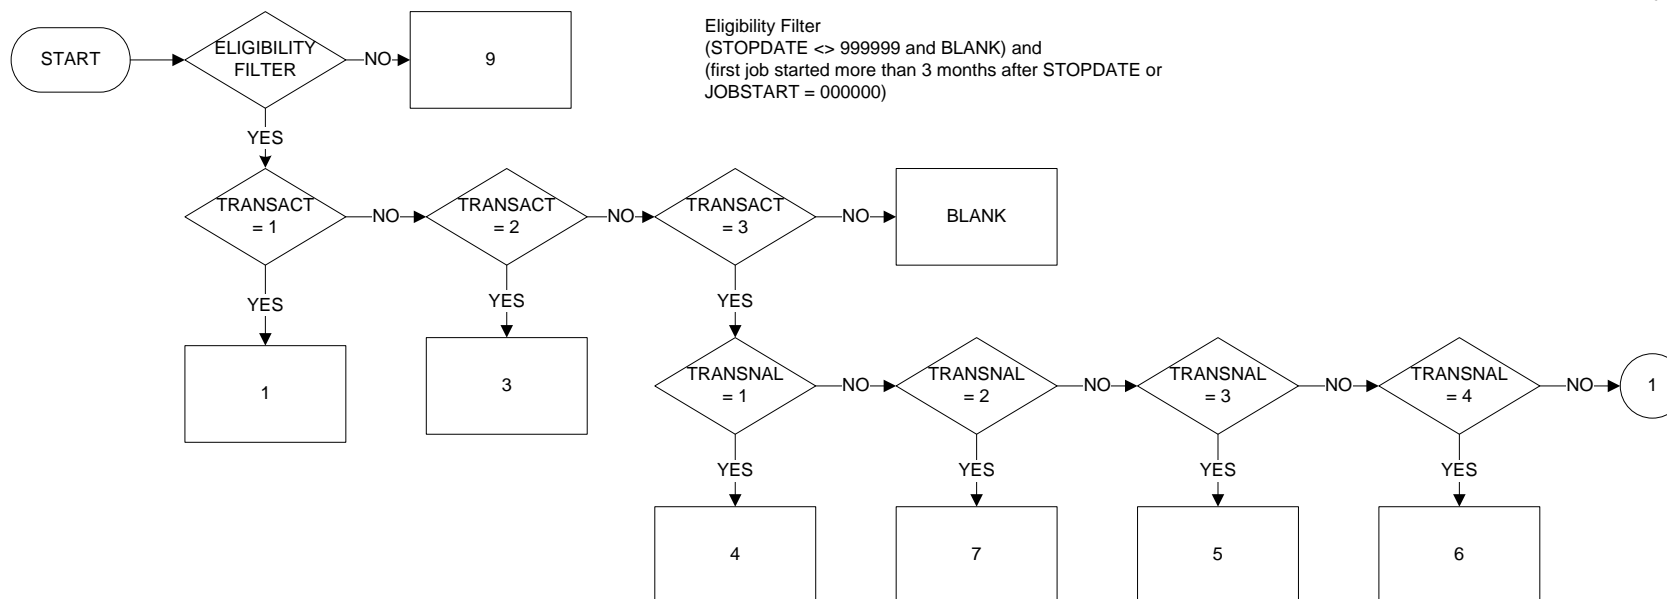 Eligibility Filter
(STOPDATE <> 999999 and BLANK) and
(first job started more than 3 months after STOPDATE or
JOBSTART = 000000)
START
ELIGIBILITY
FILTER
NO
9
YES
TRANSACT
= 1
NO
TRANSACT
= 2
NO
TRANSACT
= 3
NO
BLANK
YES
YES
YES
1
3
TRANSNAL
= 1
NO
TRANSNAL
= 2
NO
TRANSNAL
= 3
NO
TRANSNAL
= 4
NO
1
YES
YES
YES
YES
4
7
5
6